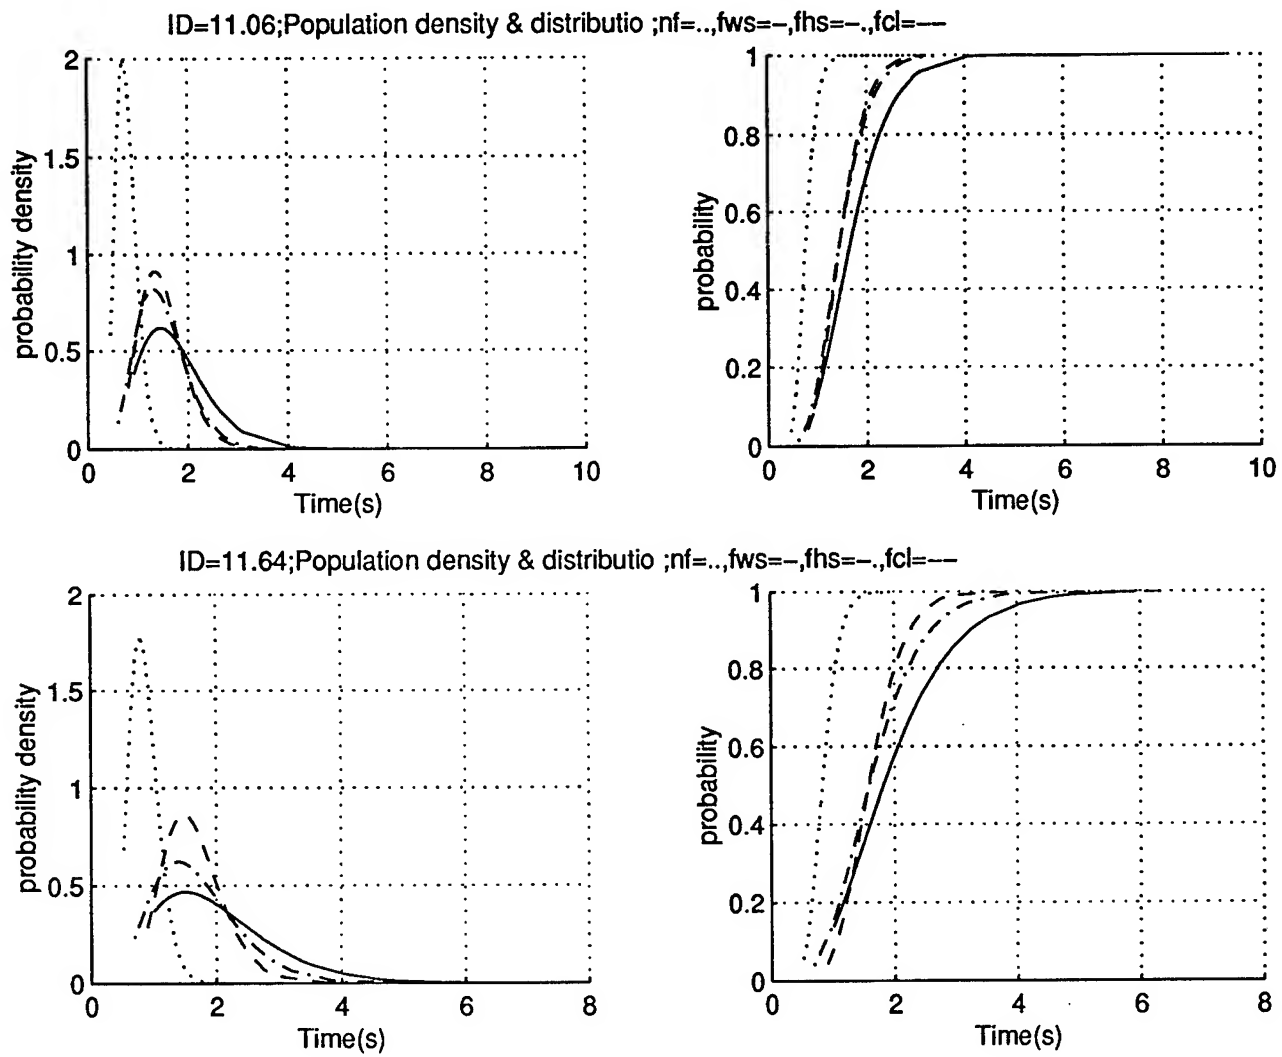 ID=11.06;Population density & distributio ;nf=..,fws=-,fhs=-.,fcl=--
2
1.5
1
0.5
0
0 2 4 6 8 10
probability density
Time(s)
1
0.8
0.6
0.4
0.2
0
0 2 4 6 8 10
probability
Time(s)
ID=11.64;Population density & distributio ;nf=..,fws=-,fhs=-.,fcl=--
2
1.5
1
0.5
0
0 2 4 6 8
probability density
Time(s)
1
0.8
0.6
0.4
0.2
0
0 2 4 6 8
probability
Time(s)